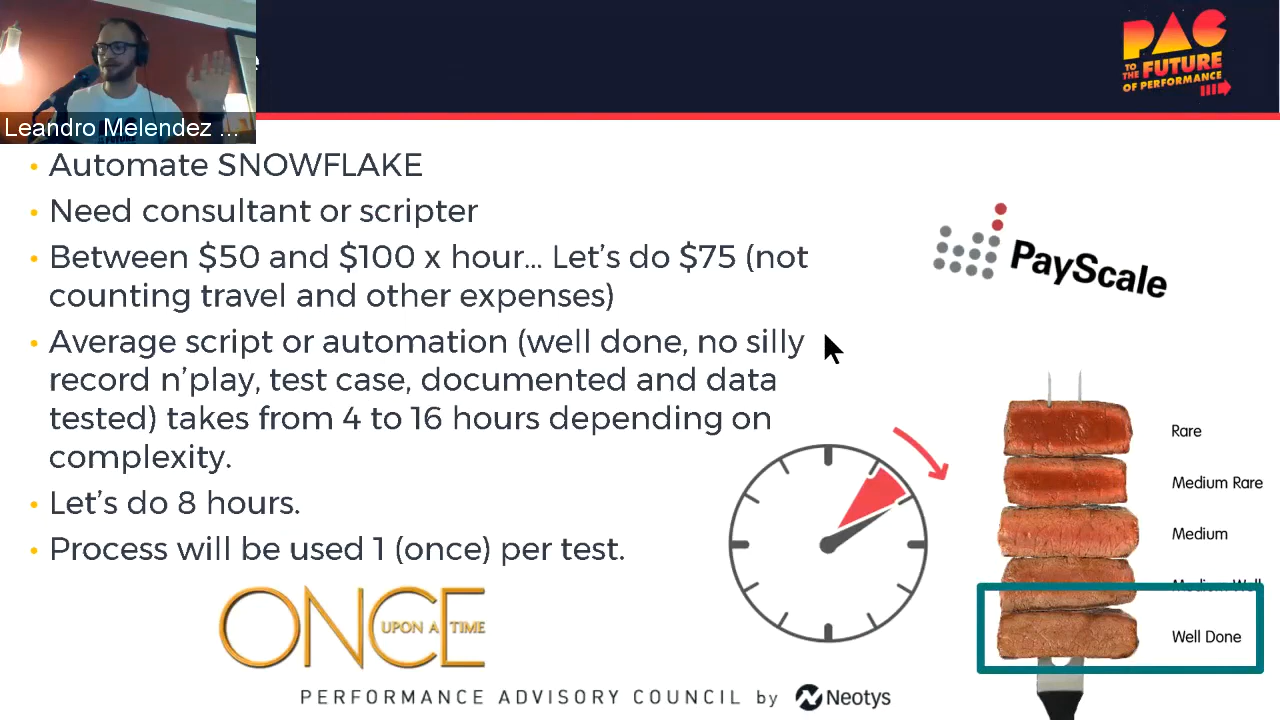 e
PAC
TO THE FUTURE
OF PERFORMANCE
Leandro Melendez ...
• Automate SNOWFLAKE
• Need consultant or scripter
• Between $50 and $100 x hour... Let's do $75 (not
counting travel and other expenses)
• Average script or automation (well done, no silly
record n'play, test case, documented and data
tested) takes from 4 to 16 hours depending on
complexity.
• Let's do 8 hours.
• Process will be used 1 (once) per test.
PayScale
Rare
Medium Rare
Medium
Medium Well
Well Done
ONCE
UPON A TIME
PERFORMANCE ADVISORY COUNCIL by Neotys